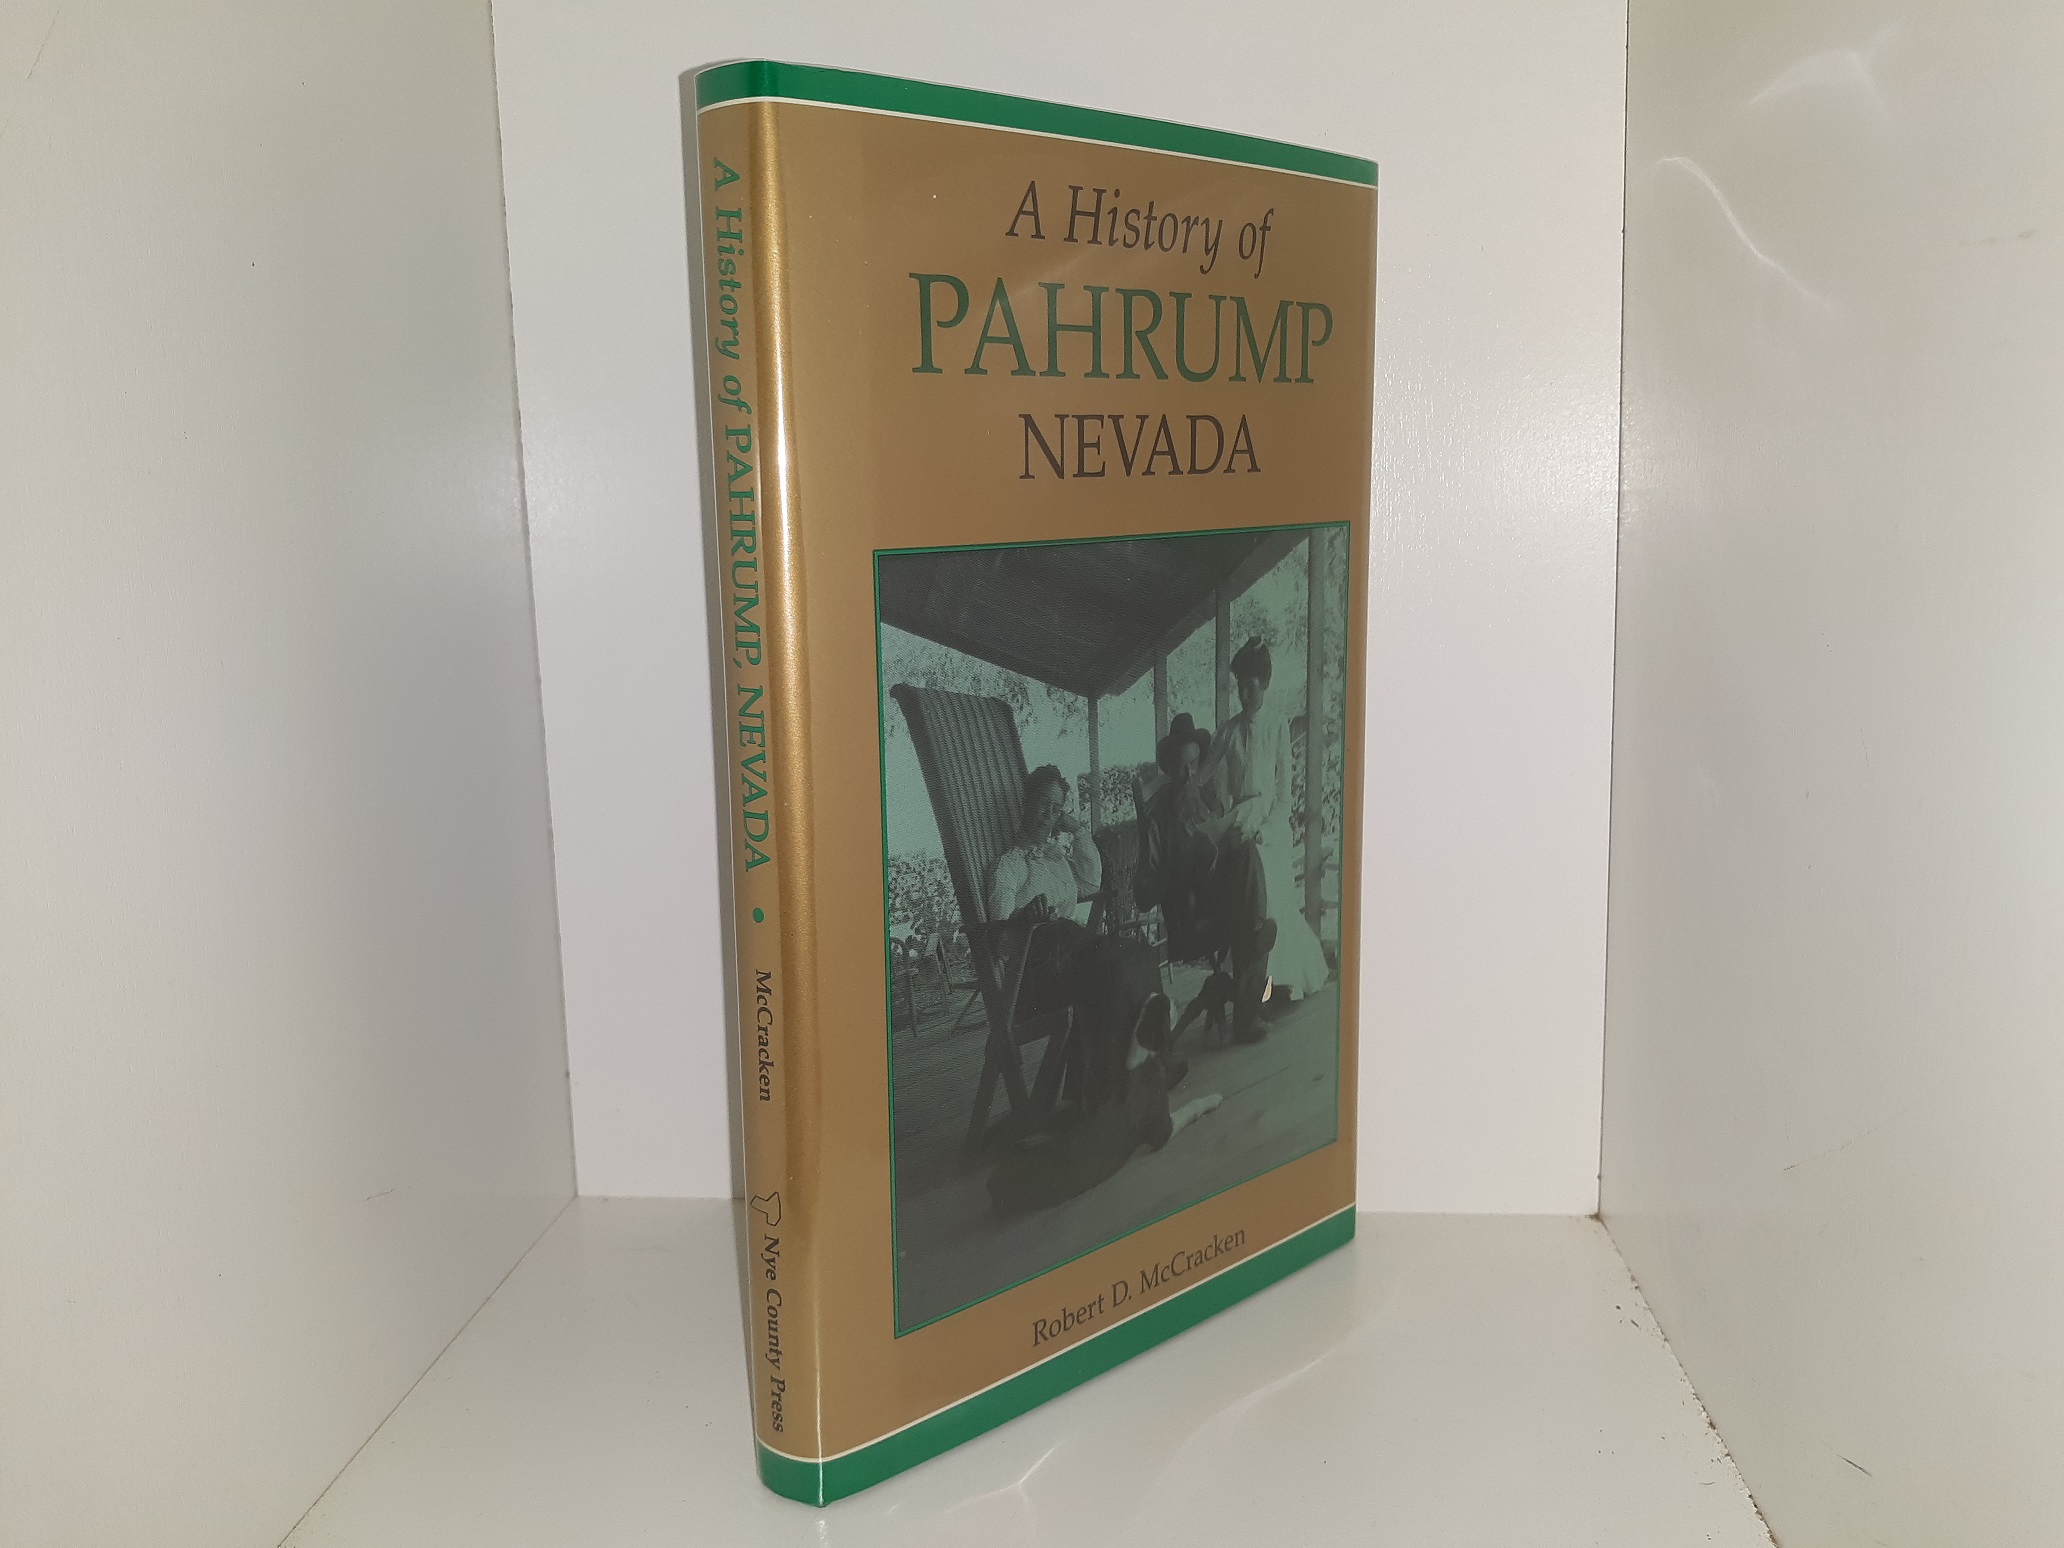 A History of PAHRUMP, NEVADA • McCracken
Nye County Press
A History of
PAHRUMP
NEVADA
Robert D. McCracken